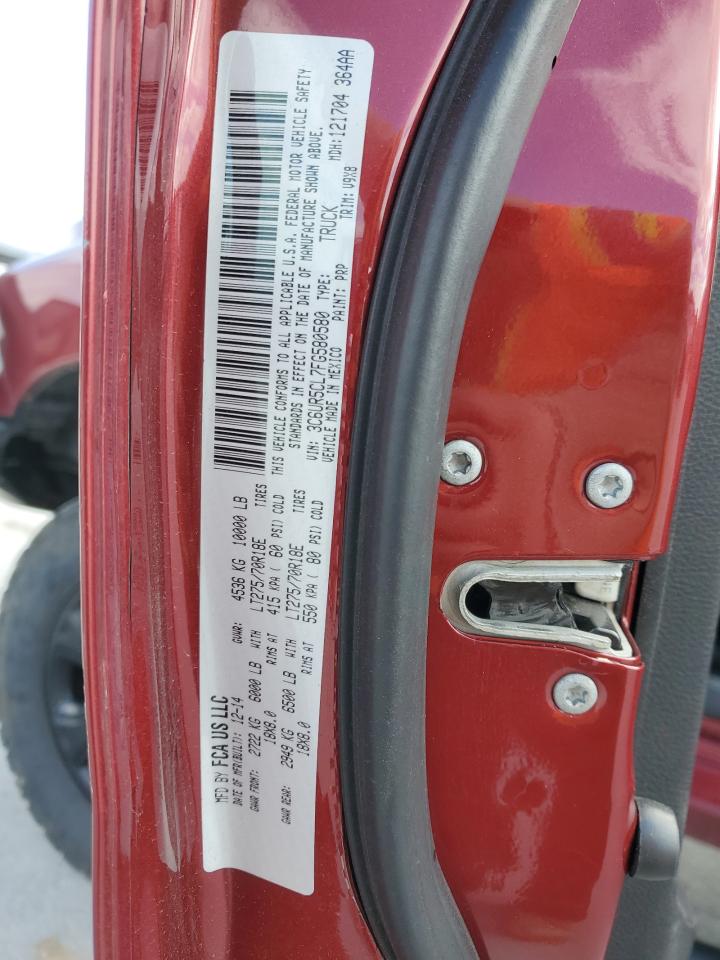 MFD BY FCA US LLC
DATE OF MFR(BUILT): 12-14 GVWR: 4536 KG 10000 LB
GAWR FRONT: 2722 KG 6000 LB WITH LT275/70R18E TIRES
18X8.0 RIMS AT 415 KPA ( 60 PSI) COLD
GAWR REAR: 2949 KG 6500 LB WITH LT275/70R18E TIRES
18X8.0 RIMS AT 550 KPA ( 80 PSI) COLD
THIS VEHICLE CONFORMS TO ALL APPLICABLE U.S.A. FEDERAL MOTOR VEHICLE SAFETY
STANDARDS IN EFFECT ON THE DATE OF MANUFACTURE SHOWN ABOVE.
VIN: 3C6UR5CL7FG580580 TYPE: TRUCK MDH: 121704 364AA
VEHICLE MADE IN MEXICO PAINT: PRP TRIM: V9X8